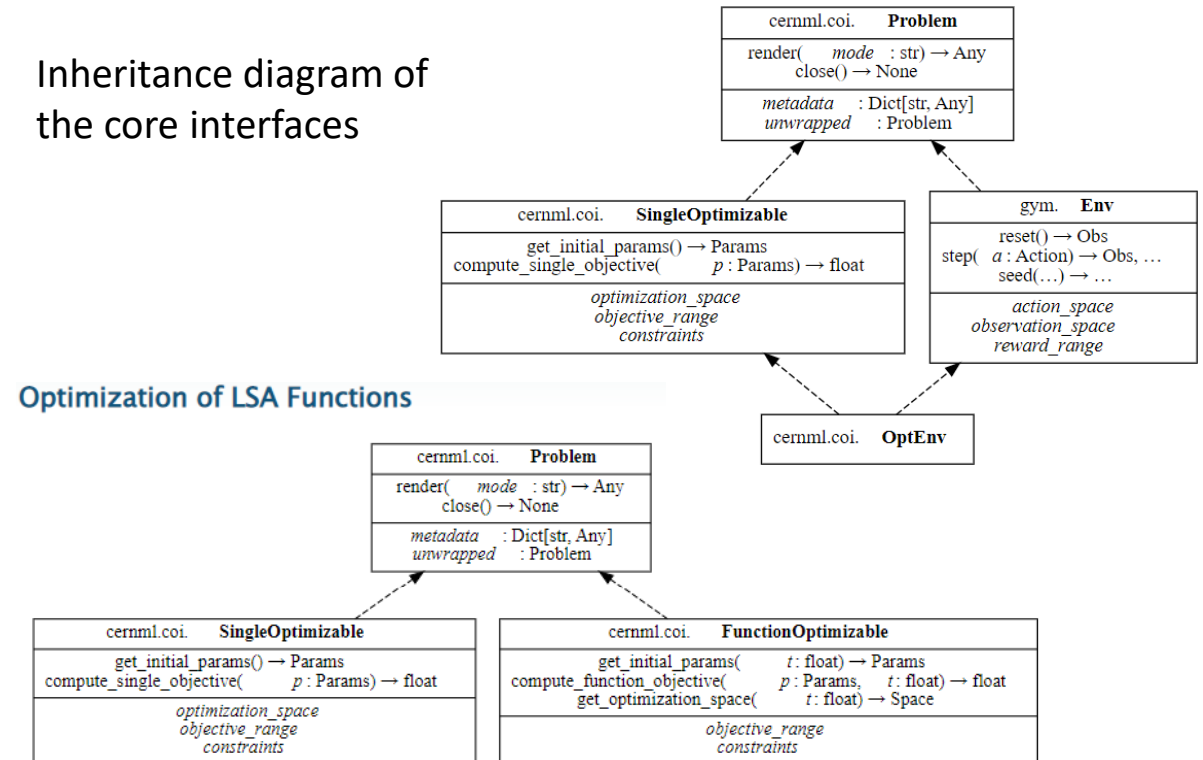 Inheritance diagram of
the core interfaces
cernml.coi. Problem
render( mode : str) → Any
close() → None
metadata : Dict[str, Any]
unwrapped : Problem
cernml.coi. SingleOptimizable
get_initial_params() → Params
compute_single_objective( p : Params) → float
optimization_space
objective_range
constraints
gym. Env
reset() → Obs
step( a : Action) → Obs, …
seed(…) → …
action_space
observation_space
reward_range
cernml.coi. OptEnv
Optimization of LSA Functions
cernml.coi. Problem
render( mode : str) → Any
close() → None
metadata : Dict[str, Any]
unwrapped : Problem
cernml.coi. SingleOptimizable
get_initial_params() → Params
compute_single_objective( p : Params) → float
optimization_space
objective_range
constraints
cernml.coi. FunctionOptimizable
get_initial_params( t : float) → Params
compute_function_objective( p : Params, t : float) → float
get_optimization_space( t : float) → Space
objective_range
constraints